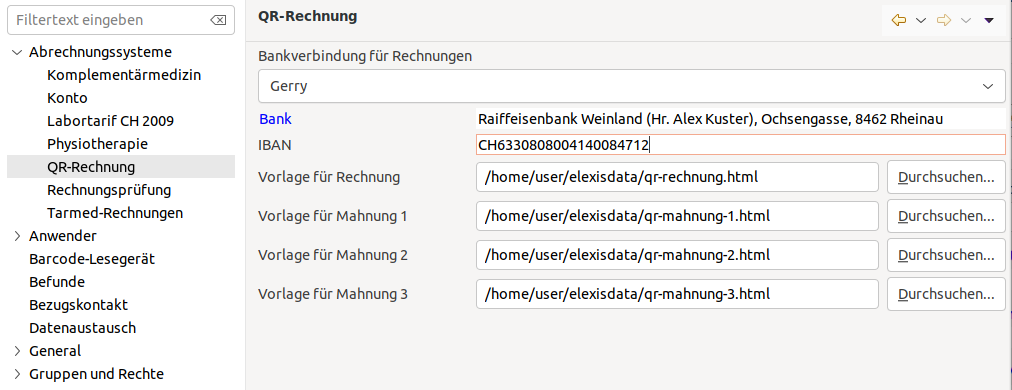 Filtertext eingeben
Abrechnungssysteme
Komplementärmedizin
Konto
Labortarif CH 2009
Physiotherapie
QR-Rechnung
Rechnungsprüfung
Tarmed-Rechnungen
Anwender
Barcode-Lesegerät
Befunde
Bezugskontakt
Datenaustausch
General
Gruppen und Rechte
QR-Rechnung
Bankverbindung für Rechnungen
Gerry
Bank Raiffeisenbank Weinland (Hr. Alex Kuster), Ochsengasse, 8462 Rheinau
IBAN CH6330808004140084712
Vorlage für Rechnung /home/user/elexisdata/qr-rechnung.html Durchsuchen...
Vorlage für Mahnung 1 /home/user/elexisdata/qr-mahnung-1.html Durchsuchen...
Vorlage für Mahnung 2 /home/user/elexisdata/qr-mahnung-2.html Durchsuchen...
Vorlage für Mahnung 3 /home/user/elexisdata/qr-mahnung-3.html Durchsuchen...